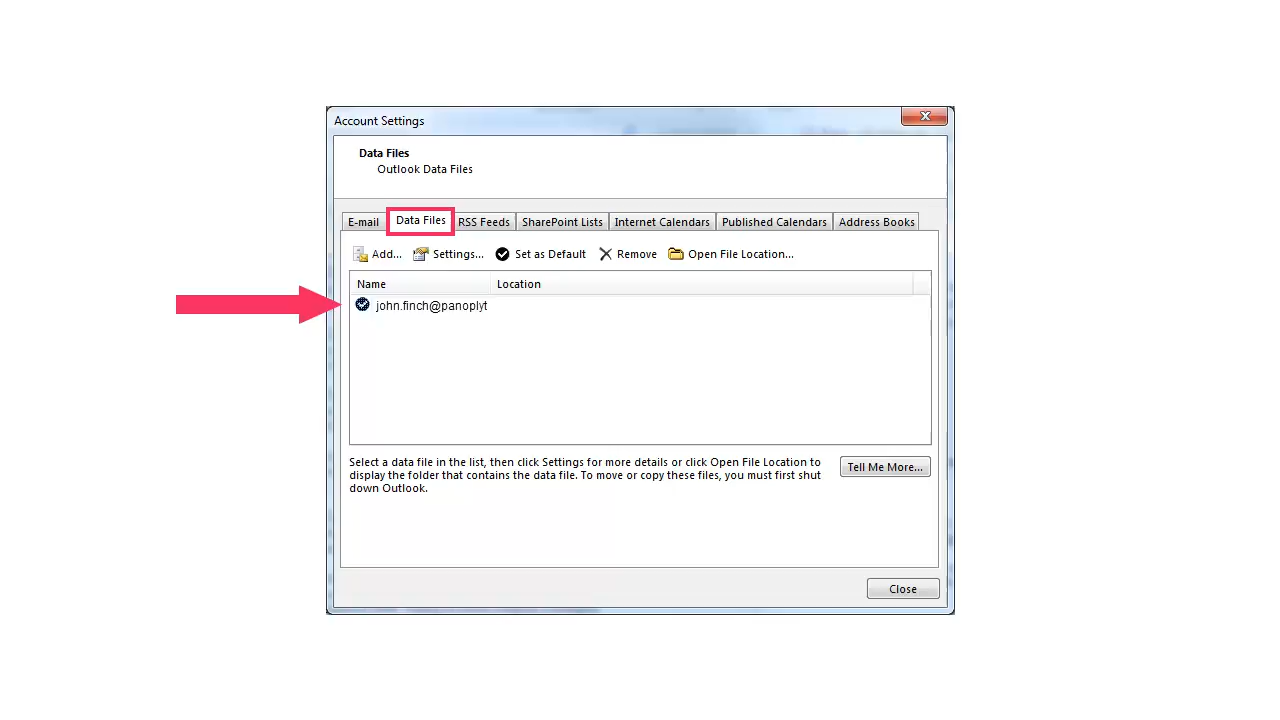 Account Settings
Data Files
Outlook Data Files
E-mail Data Files RSS Feeds SharePoint Lists Internet Calendars Published Calendars Address Books
Add... Settings... Set as Default Remove Open File Location...
Name Location
john.finch@panoplyt
Select a data file in the list, then click Settings for more details or click Open File Location to
display the folder that contains the data file. To move or copy these files, you must first shut
down Outlook.
Tell Me More...
Close